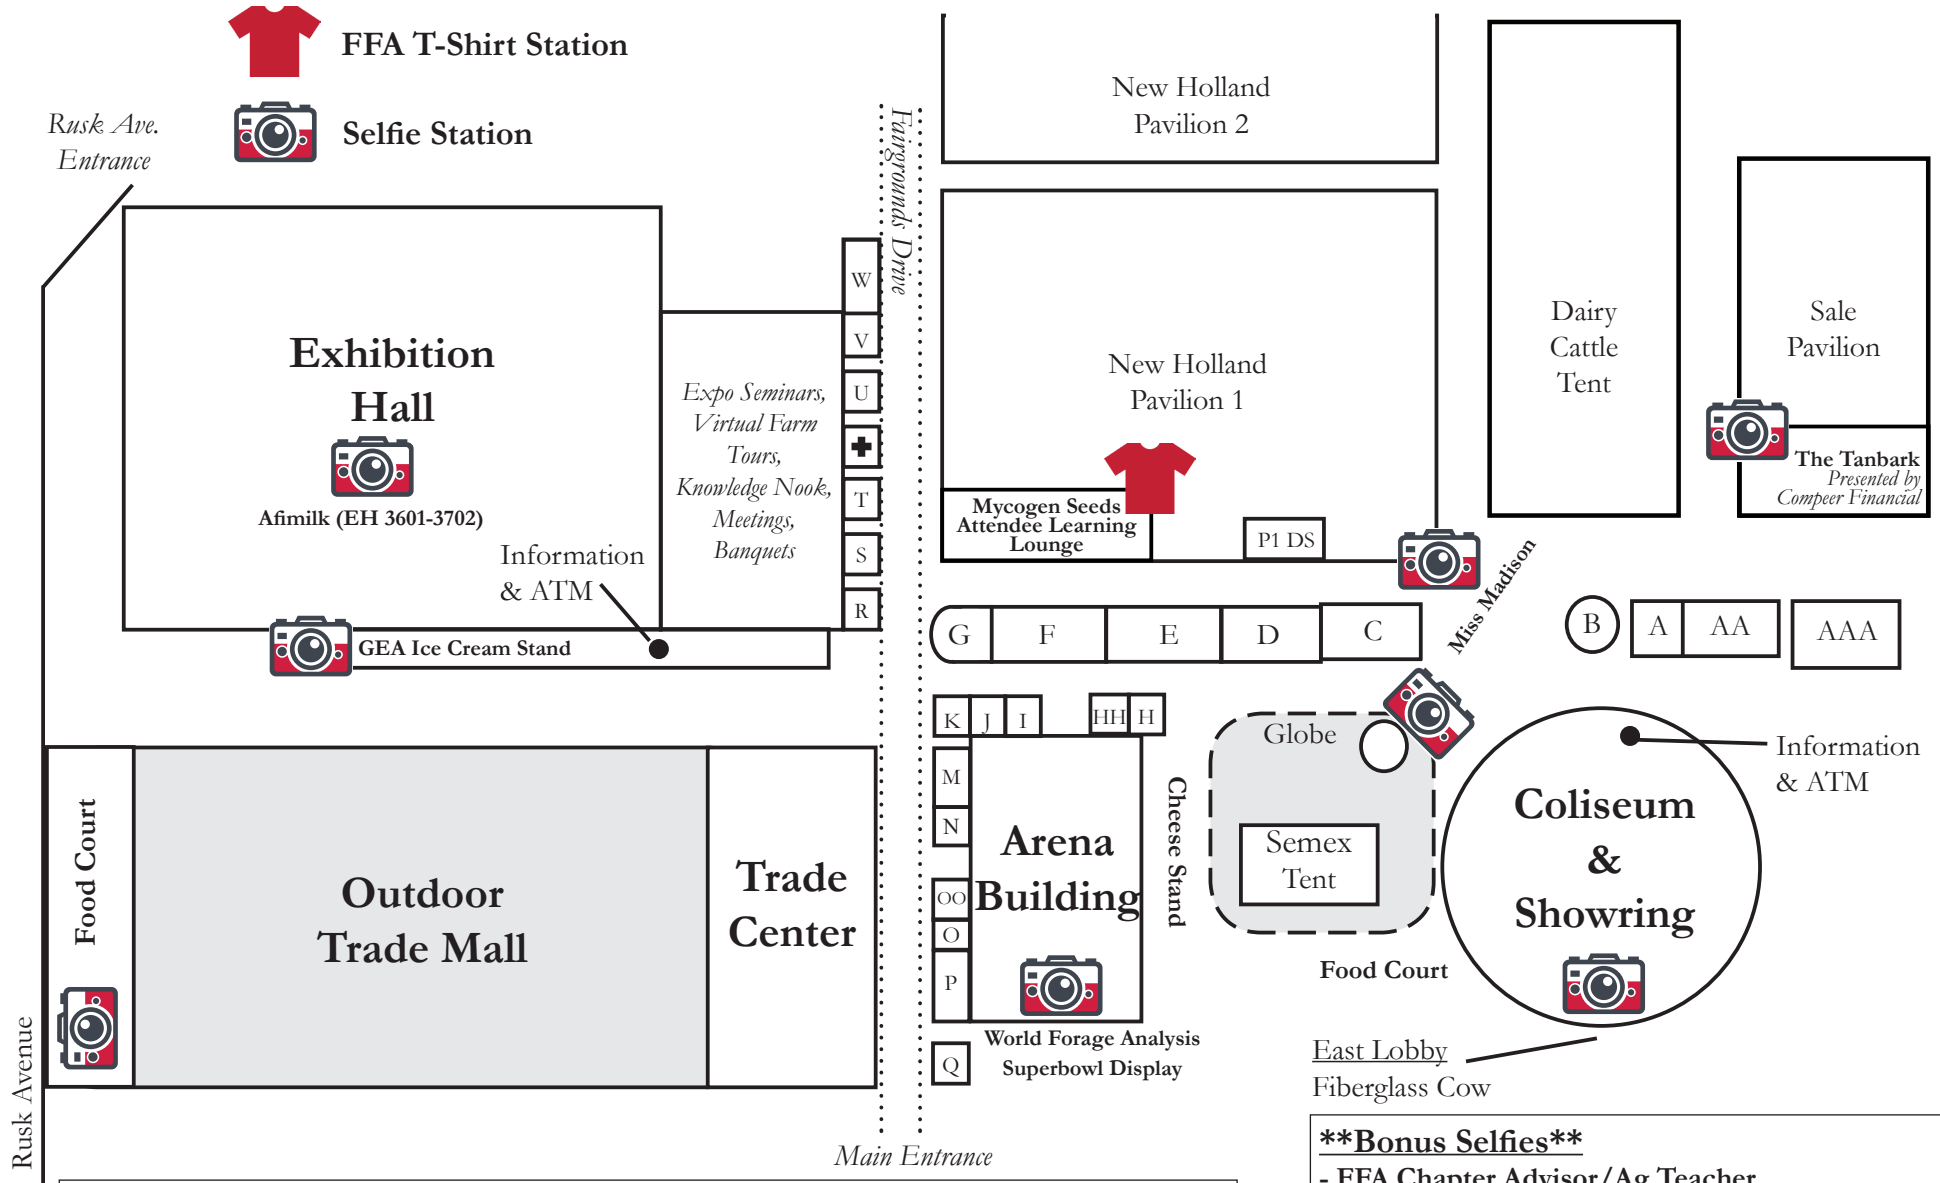 FFA T-Shirt Station
Selfie Station
Rusk Ave.
Entrance
Fairgrounds Drive
New Holland
Pavilion 2
Exhibition
Hall
Afimilk (EH 3601-3702)
Information
& ATM
GEA Ice Cream Stand
Expo Seminars,
Virtual Farm
Tours,
Knowledge Nook,
Meetings,
Banquets
W
V
U
T
S
R
New Holland
Pavilion 1
Mycogen Seeds
Attendee Learning
Lounge
P1 DS
Dairy
Cattle
Tent
Sale
Pavilion
The Tanbark
Presented by
Compeer Financial
Miss Madison
G
F
E
D
C
B
A
AA
AAA
K
J
I
HH
H
M
N
OO
O
P
Q
Arena
Building
World Forage Analysis
Superbowl Display
Cheese Stand
Globe
Semex
Tent
Food Court
Coliseum
&
Showring
Information
& ATM
East Lobby
Fiberglass Cow
Food Court
Outdoor
Trade Mall
Trade
Center
Rusk Avenue
Main Entrance
**Bonus Selfies**
- FFA Chapter Advisor/Ag Teacher